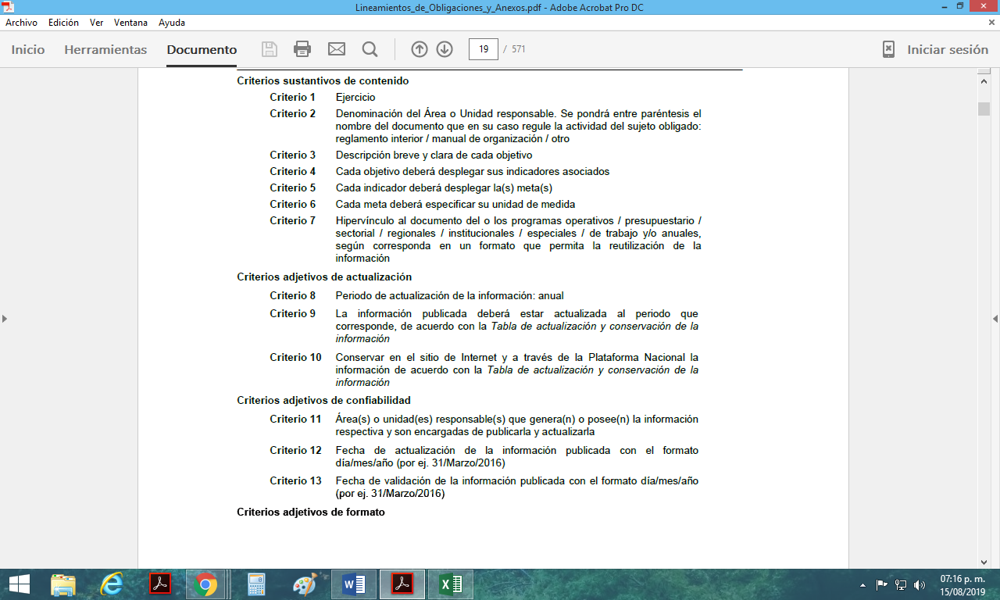 Lineamientos_de_Obligaciones_y_Anexos.pdf - Adobe Acrobat Pro DC
Archivo Edición Ver Ventana Ayuda
Inicio Herramientas Documento 19 / 571 Iniciar sesión
Criterios sustantivos de contenido
Criterio 1 Ejercicio
Criterio 2 Denominación del Área o Unidad responsable. Se pondrá entre paréntesis el
nombre del documento que en su caso regule la actividad del sujeto obligado:
reglamento interior / manual de organización / otro
Criterio 3 Descripción breve y clara de cada objetivo
Criterio 4 Cada objetivo deberá desplegar sus indicadores asociados
Criterio 5 Cada indicador deberá desplegar la(s) meta(s)
Criterio 6 Cada meta deberá especificar su unidad de medida
Criterio 7 Hipervínculo al documento del o los programas operativos / presupuestario /
sectorial / regionales / institucionales / especiales / de trabajo y/o anuales,
según corresponda en un formato que permita la reutilización de la
información
Criterios adjetivos de actualización
Criterio 8 Periodo de actualización de la información: anual
Criterio 9 La información publicada deberá estar actualizada al periodo que
corresponde, de acuerdo con la Tabla de actualización y conservación de la
información
Criterio 10 Conservar en el sitio de Internet y a través de la Plataforma Nacional la
información de acuerdo con la Tabla de actualización y conservación de la
información
Criterios adjetivos de confiabilidad
Criterio 11 Área(s) o unidad(es) responsable(s) que genera(n) o posee(n) la información
respectiva y son encargadas de publicarla y actualizarla
Criterio 12 Fecha de actualización de la información publicada con el formato
día/mes/año (por ej. 31/Marzo/2016)
Criterio 13 Fecha de validación de la información publicada con el formato día/mes/año
(por ej. 31/Marzo/2016)
Criterios adjetivos de formato
07:16 p. m.
15/08/2019